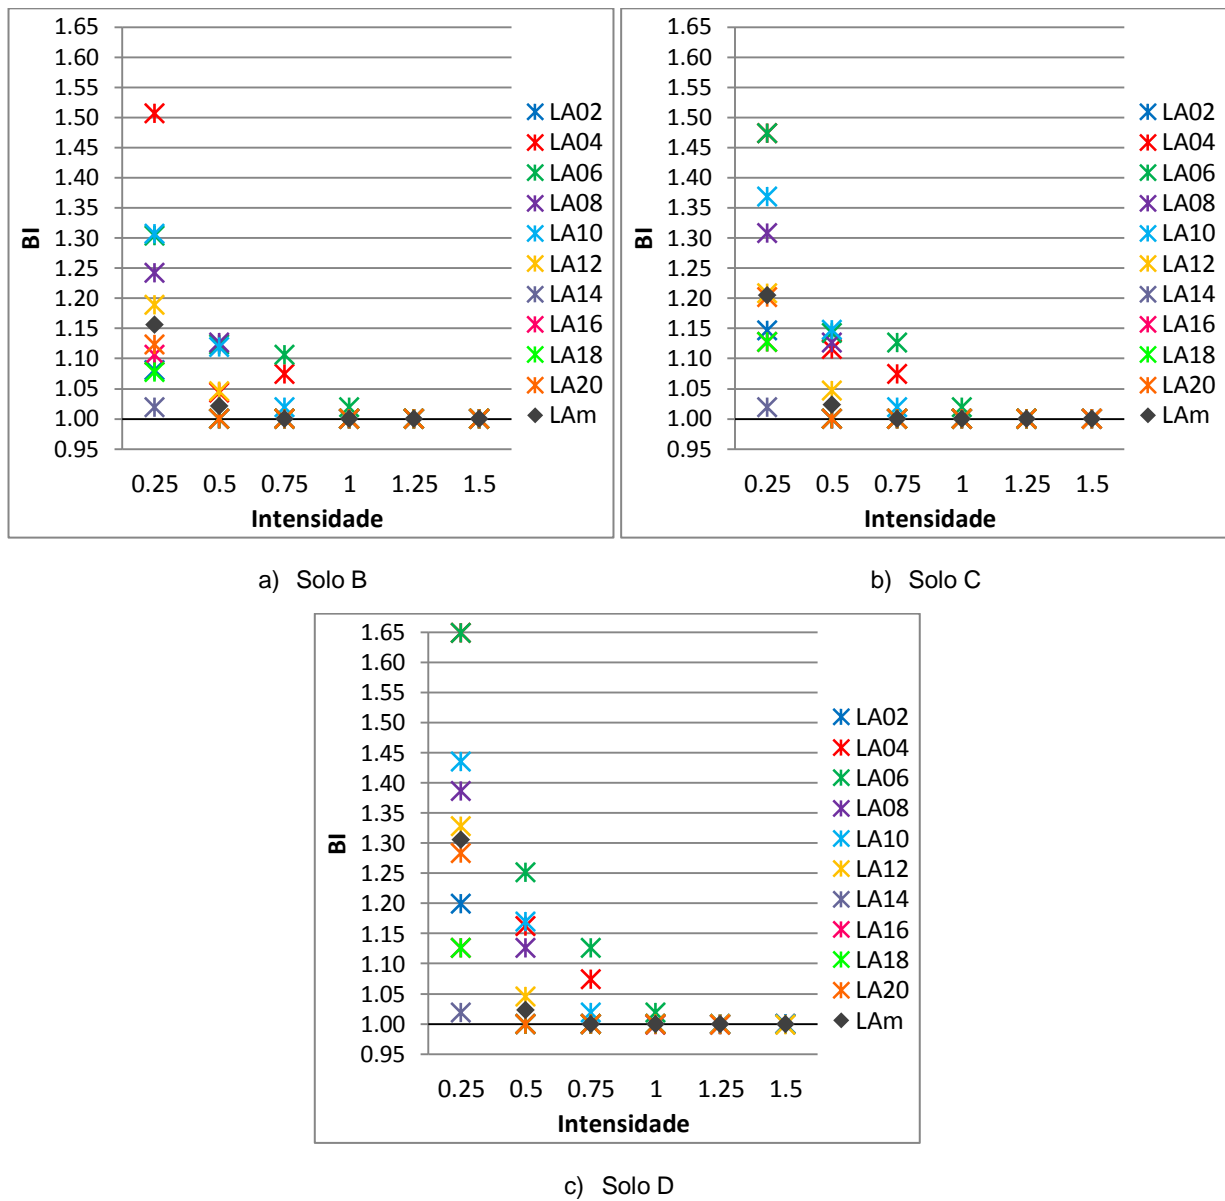 1.65
1.60
1.55
1.50
1.45
1.40
1.35
1.30
1.25
1.20
1.15
1.10
1.05
1.00
0.95
BI
0.25 0.5 0.75 1 1.25 1.5
Intensidade
LA02
LA04
LA06
LA08
LA10
LA12
LA14
LA16
LA18
LA20
LAm
a) Solo B
1.65
1.60
1.55
1.50
1.45
1.40
1.35
1.30
1.25
1.20
1.15
1.10
1.05
1.00
0.95
BI
0.25 0.5 0.75 1 1.25 1.5
Intensidade
LA02
LA04
LA06
LA08
LA10
LA12
LA14
LA16
LA18
LA20
LAm
b) Solo C
1.65
1.60
1.55
1.50
1.45
1.40
1.35
1.30
1.25
1.20
1.15
1.10
1.05
1.00
0.95
BI
0.25 0.5 0.75 1 1.25 1.5
Intensidade
LA02
LA04
LA06
LA08
LA10
LA12
LA14
LA16
LA18
LA20
LAm
c) Solo D